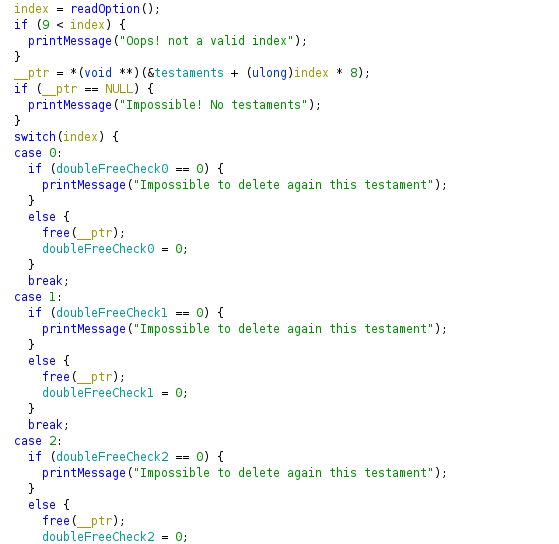 index = readOption();
if (9 < index) {
  printMessage("Oops! not a valid index");
}
__ptr = *(void **)(&testaments + (ulong)index * 8);
if (__ptr == NULL) {
  printMessage("Impossible! No testaments");
}
switch(index) {
case 0:
  if (doubleFreeCheck0 == 0) {
    printMessage("Impossible to delete again this testament");
  }
  else {
    free(__ptr);
    doubleFreeCheck0 = 0;
  }
  break;
case 1:
  if (doubleFreeCheck1 == 0) {
    printMessage("Impossible to delete again this testament");
  }
  else {
    free(__ptr);
    doubleFreeCheck1 = 0;
  }
  break;
case 2:
  if (doubleFreeCheck2 == 0) {
    printMessage("Impossible to delete again this testament");
  }
  else {
    free(__ptr);
    doubleFreeCheck2 = 0;